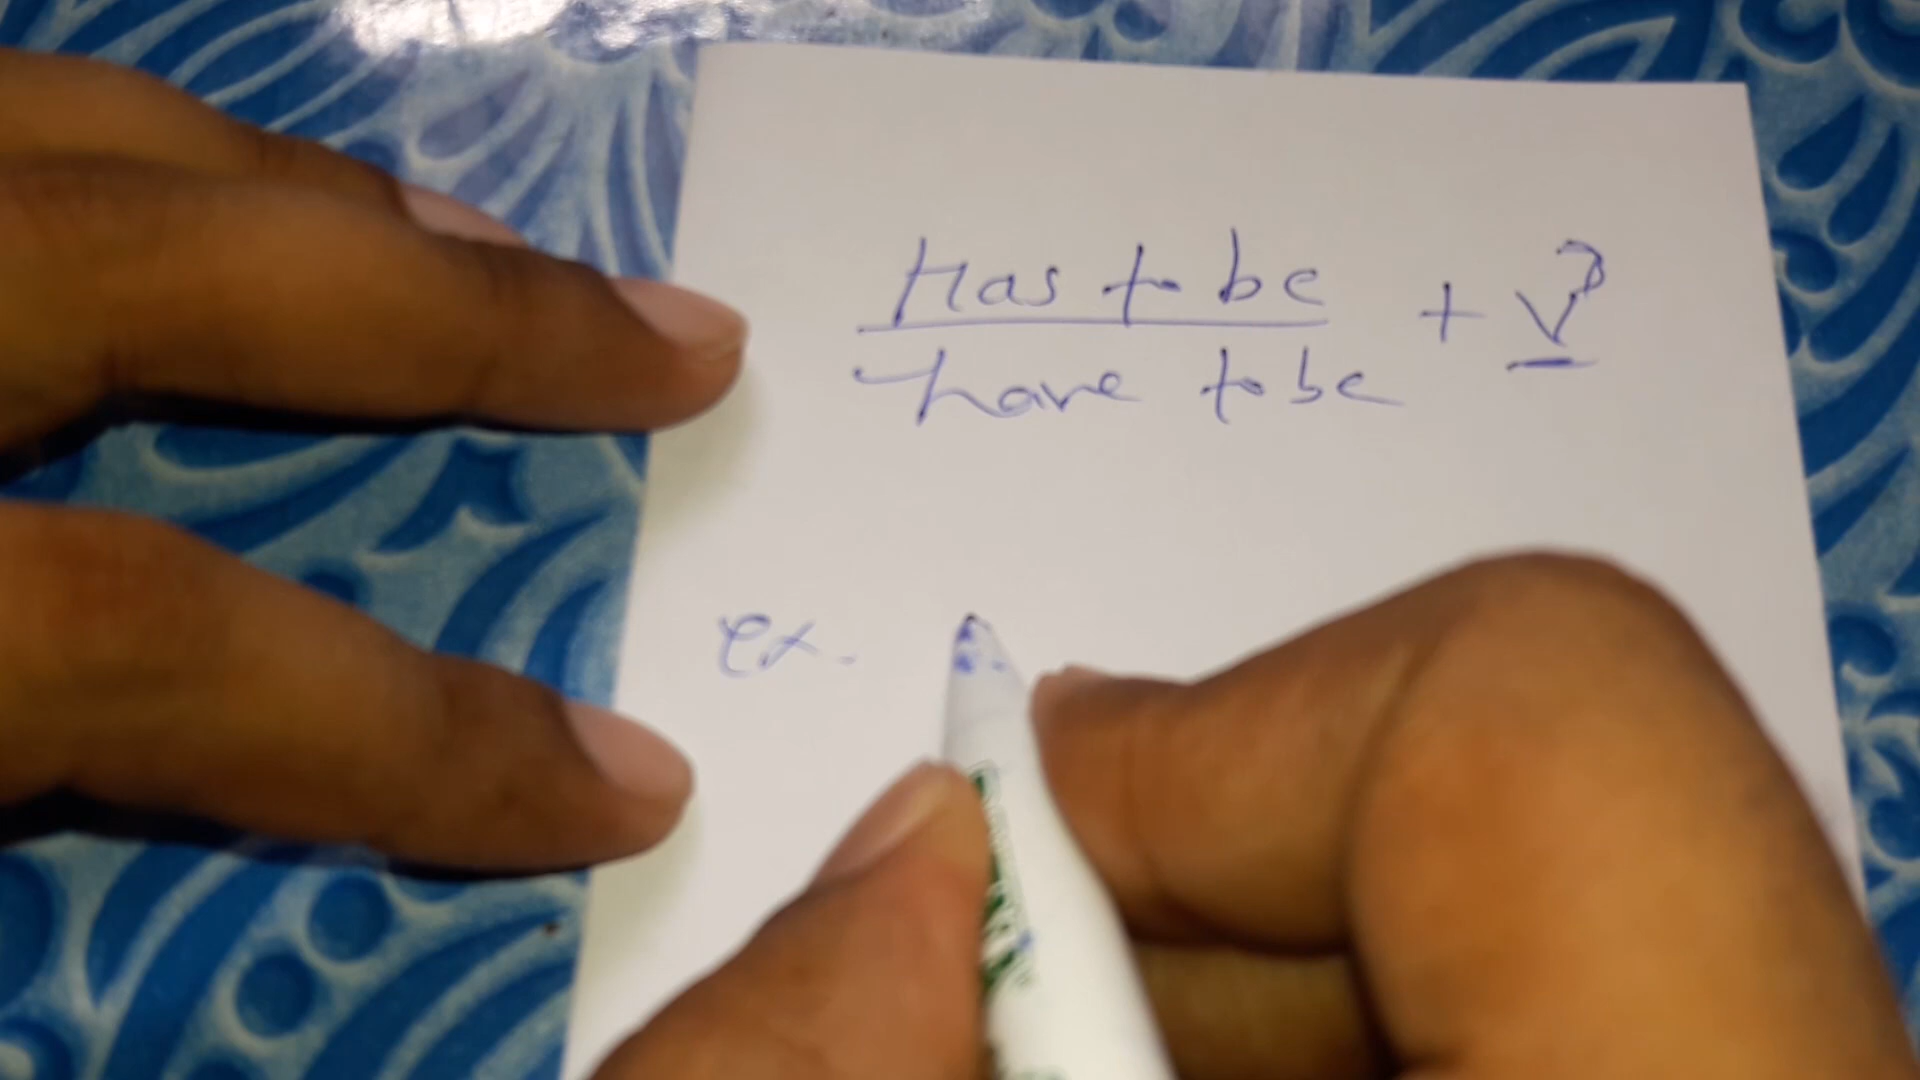 Has to be + V3
have to be
ex.